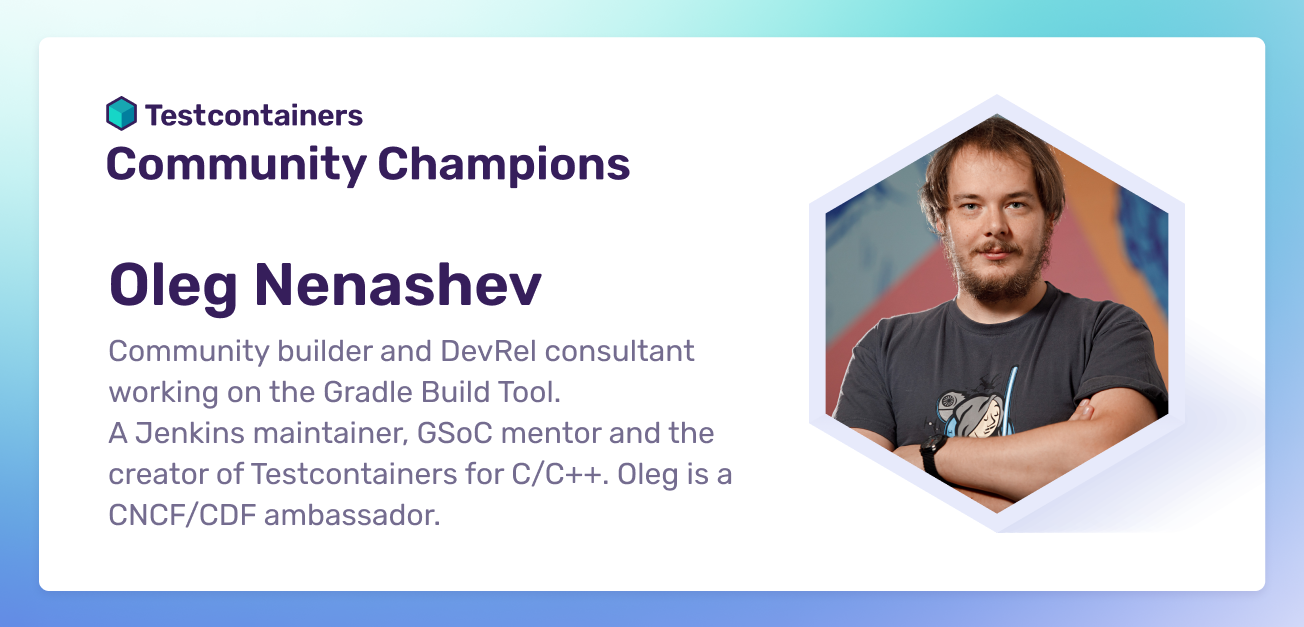 Testcontainers
Community Champions
Oleg Nenashev
Community builder and DevRel consultant
working on the Gradle Build Tool.
A Jenkins maintainer, GSoC mentor and the
creator of Testcontainers for C/C++. Oleg is a
CNCF/CDF ambassador.